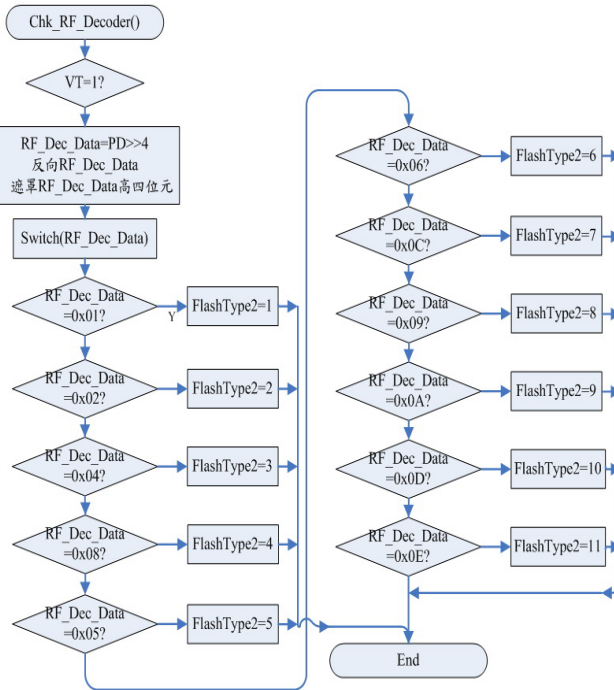 Chk_RF_Decoder()
VT=1?
RF_Dec_Data=PD>>4
反向RF_Dec_Data
遮罩RF_Dec_Data高四位元
Switch(RF_Dec_Data)
RF_Dec_Data
=0x01?
Y
FlashType2=1
RF_Dec_Data
=0x02?
FlashType2=2
RF_Dec_Data
=0x04?
FlashType2=3
RF_Dec_Data
=0x08?
FlashType2=4
RF_Dec_Data
=0x05?
FlashType2=5
RF_Dec_Data
=0x06?
FlashType2=6
RF_Dec_Data
=0x0C?
FlashType2=7
RF_Dec_Data
=0x09?
FlashType2=8
RF_Dec_Data
=0x0A?
FlashType2=9
RF_Dec_Data
=0x0D?
FlashType2=10
RF_Dec_Data
=0x0E?
FlashType2=11
End